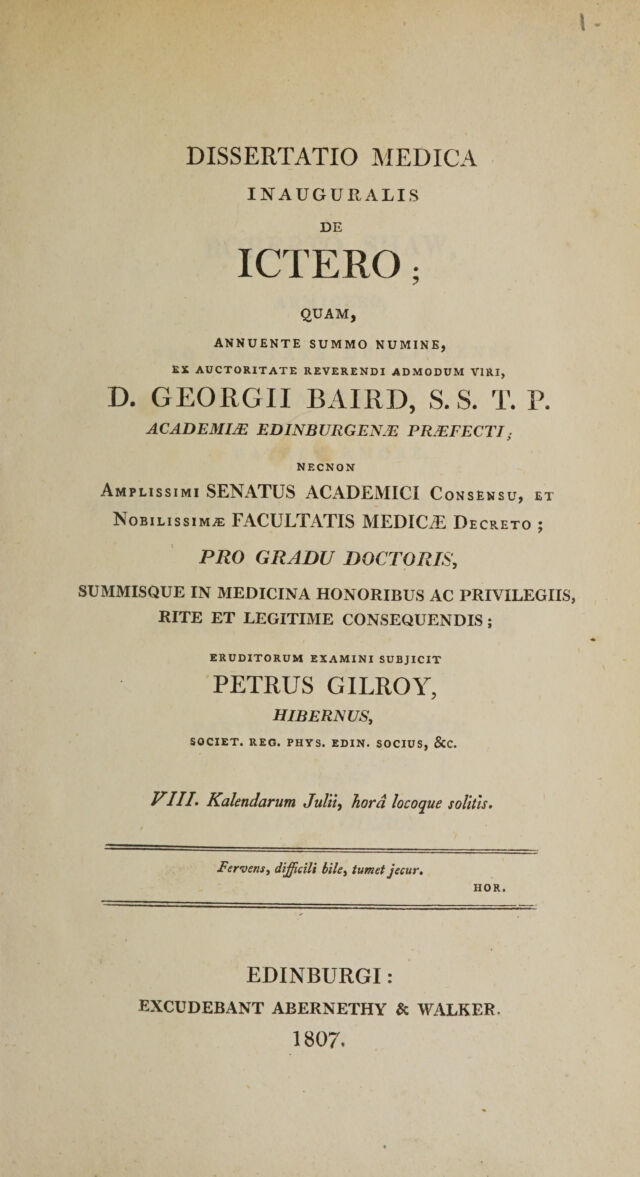 1-
DISSERTATIO MEDICA
INAUGURALIS
DE
ICTERO;
QUAM,
ANNUENTE SUMMO NUMINE,
EX AUCTORITATE REVERENDI ADMODUM VIRI,
D. GEORGII BAIRD, S. S. T. P.
ACADEMIÆ EDINBURGENÆ PRÆFECTI;
NECNON
AMPLISSIMI SENATUS ACADEMICI CONSENSU, ET
NOBILISSIMÆ FACULTATIS MEDICÆ DECRETO;
PRO GRADU DOCTORIS,
SUMMISQUE IN MEDICINA HONORIBUS AC PRIVILEGIIS,
RITE ET LEGITIME CONSEQUENDIS;
ERUDITORUM EXAMINI SUBJICIT
PETRUS GILROY,
HIBERNUS,
SOCIET. REG. PHYS. EDIN. SOCIUS, &c.
VIII. Kalendarum Julii, horâ locoque solitis.
Fervens, difficili bile, tumet jecur.
HOR.
EDINBURGI:
EXCUDEBANT ABERNETHY & WALKER.
1807.